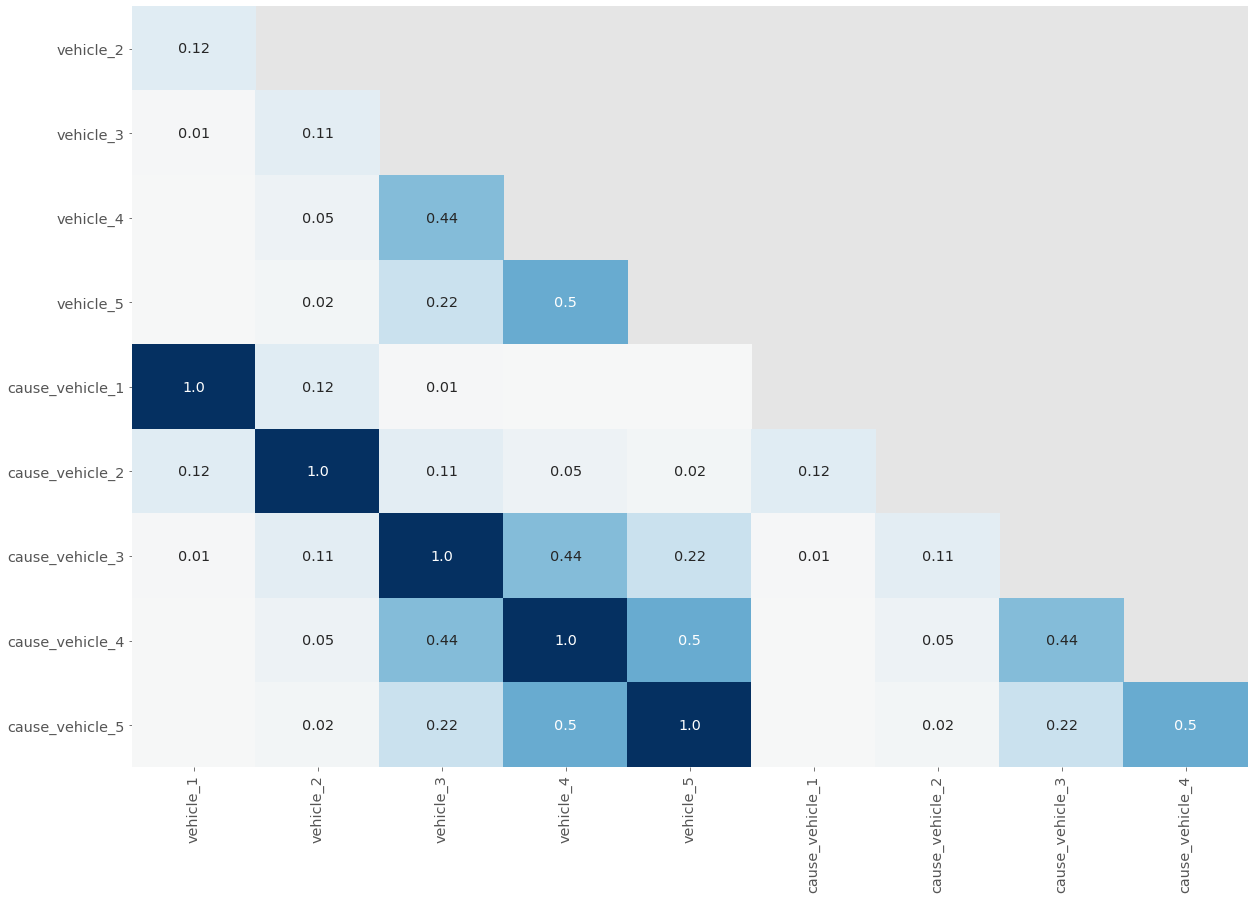 vehicle_2 0.12
vehicle_3 0.01 0.11
vehicle_4 0.05 0.44
vehicle_5 0.02 0.22 0.5
cause_vehicle_1 1.0 0.12 0.01
cause_vehicle_2 0.12 1.0 0.11 0.05 0.02 0.12
cause_vehicle_3 0.01 0.11 1.0 0.44 0.22 0.01 0.11
cause_vehicle_4 0.05 0.44 1.0 0.5 0.05 0.44
cause_vehicle_5 0.02 0.22 0.5 1.0 0.02 0.22 0.5
vehicle_1
vehicle_2
vehicle_3
vehicle_4
vehicle_5
cause_vehicle_1
cause_vehicle_2
cause_vehicle_3
cause_vehicle_4